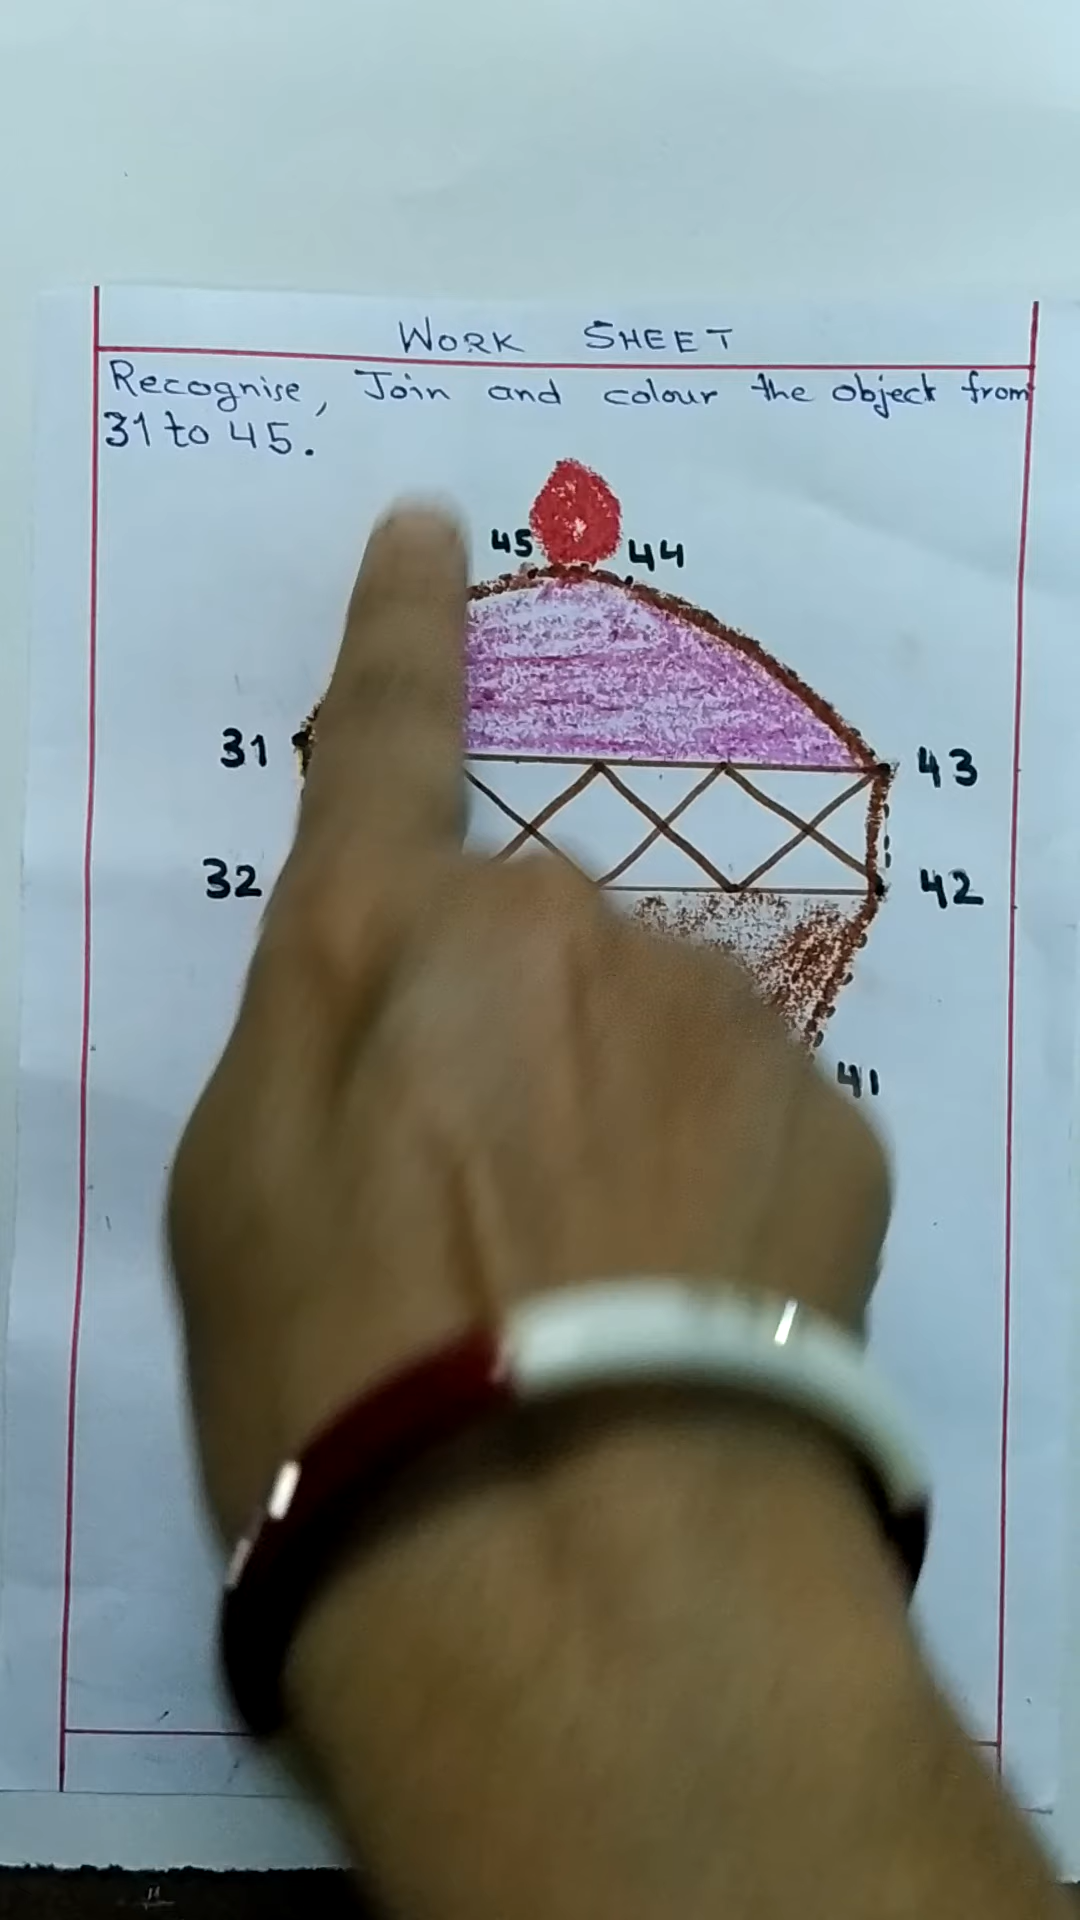 WORK SHEET
Recognise, Join and colour the object from
31 to 45.
45 44
31 43
32 42
41